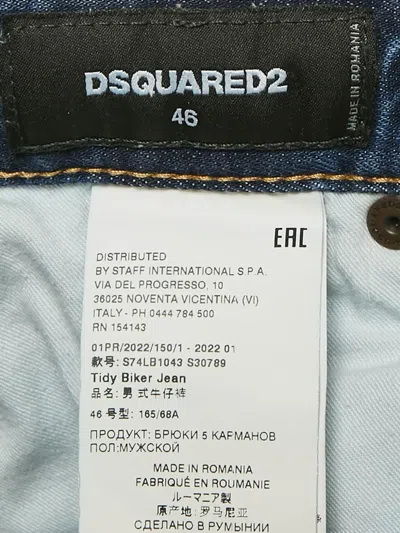 DSQUARED2
46
MADE IN ROMANIA
EAC
DISTRIBUTED
BY STAFF INTERNATIONAL S.P.A.
VIA DEL PROGRESSO, 10
36025 NOVENTA VICENTINA (VI)
ITALY - PH 0444 784 500
RN 154143
01PR/2022/150/1 - 2022 01
款号: S74LB1043 S30789
Tidy Biker Jean
品名: 男式牛仔裤
46 号型: 165/68A
ПРОДУКТ: БРЮКИ 5 КАРМАНОВ
ПОЛ:МУЖСКОЙ
MADE IN ROMANIA
FABRIQUÉ EN ROUMANIE
ルーマニア製
原产地: 罗马尼亚
СДЕЛАНО В РУМЫНИИ